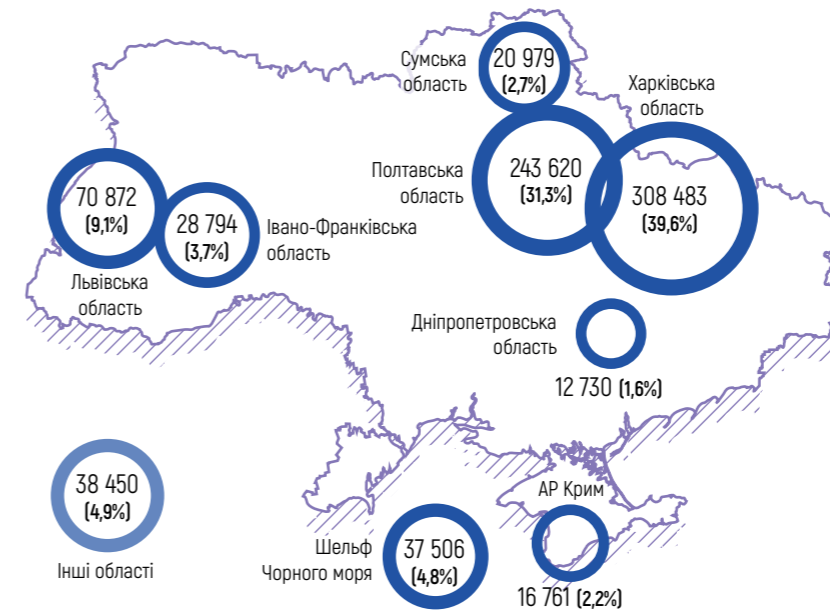 Сумська
область
20 979
(2,7%)
Харківська
область
Полтавська
область
243 620
(31,3%)
308 483
(39,6%)
70 872
(9,1%)
28 794
(3,7%)
Івано-Франківська
область
Львівська
область
Дніпропетровська
область
12 730 (1,6%)
38 450
(4,9%)
Інші області
АР Крим
Шельф
Чорного моря
37 506
(4,8%)
16 761 (2,2%)